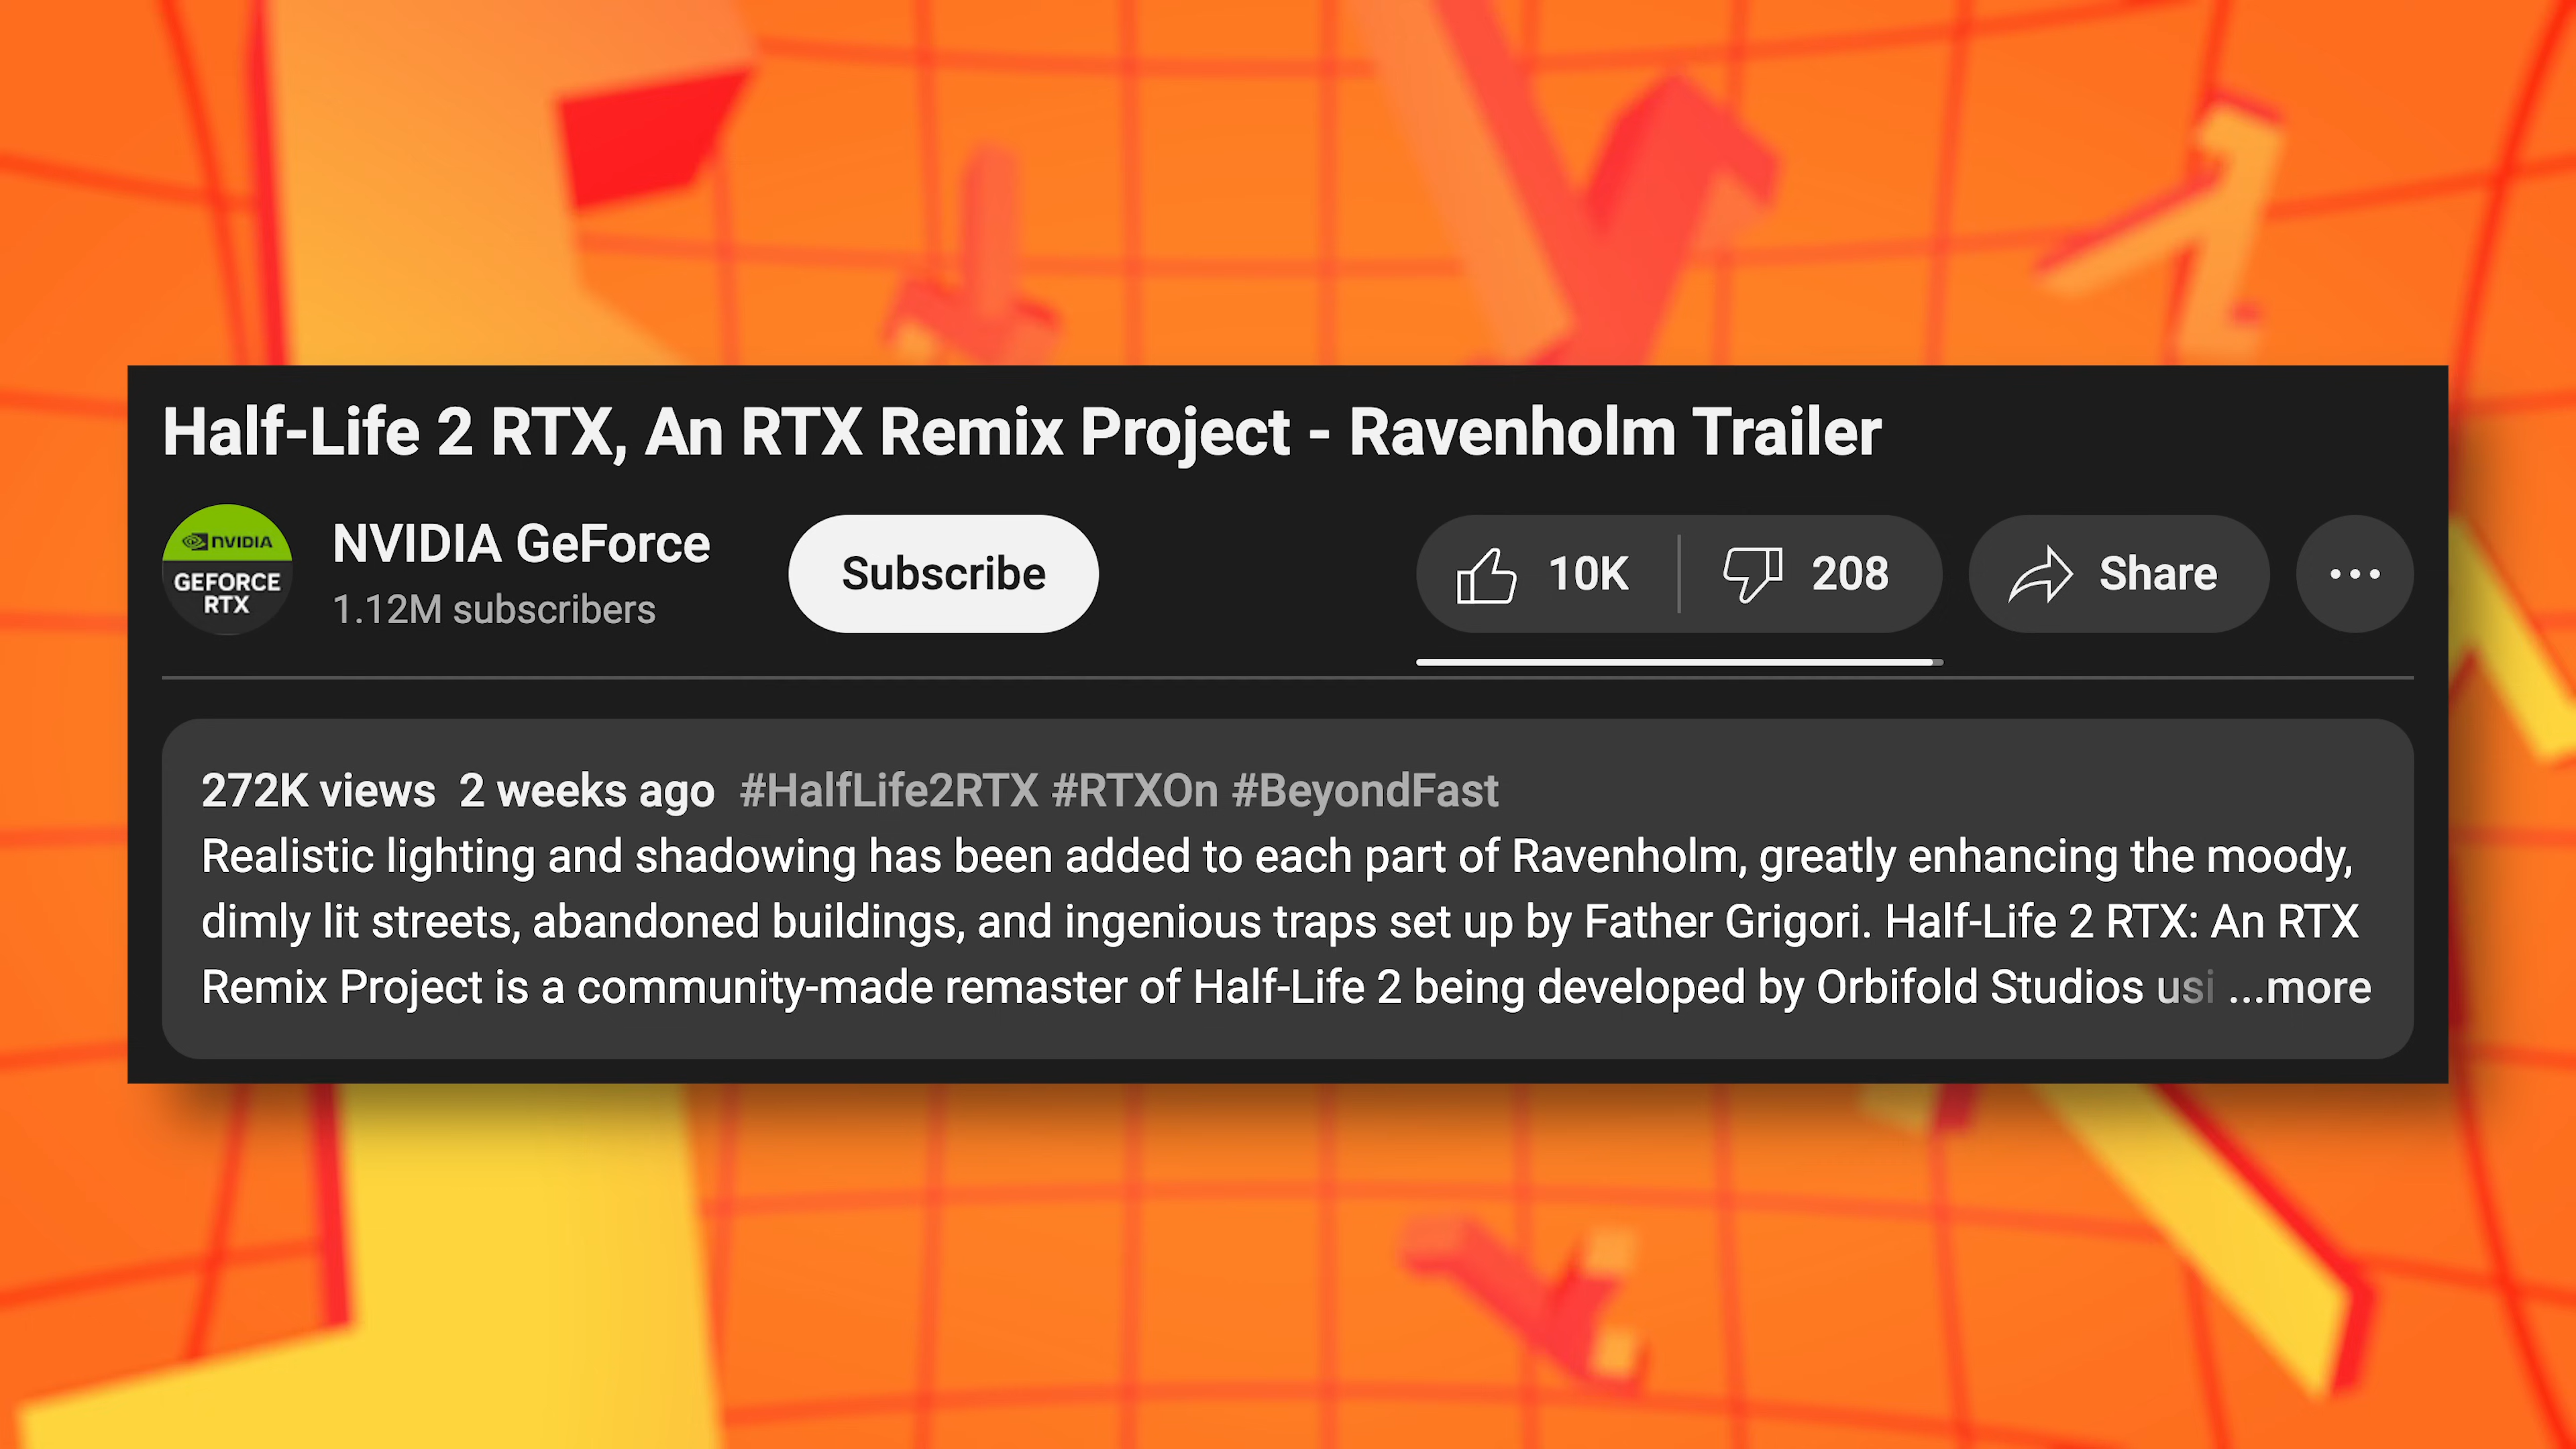 Half-Life 2 RTX, An RTX Remix Project - Ravenholm Trailer
NVIDIA
GEFORCE
RTX
NVIDIA GeForce
1.12M subscribers
Subscribe
10K
208
Share
272K views 2 weeks ago #HalfLife2RTX #RTXOn #BeyondFast
Realistic lighting and shadowing has been added to each part of Ravenholm, greatly enhancing the moody,
dimly lit streets, abandoned buildings, and ingenious traps set up by Father Grigori. Half-Life 2 RTX: An RTX
Remix Project is a community-made remaster of Half-Life 2 being developed by Orbifold Studios usi ...more